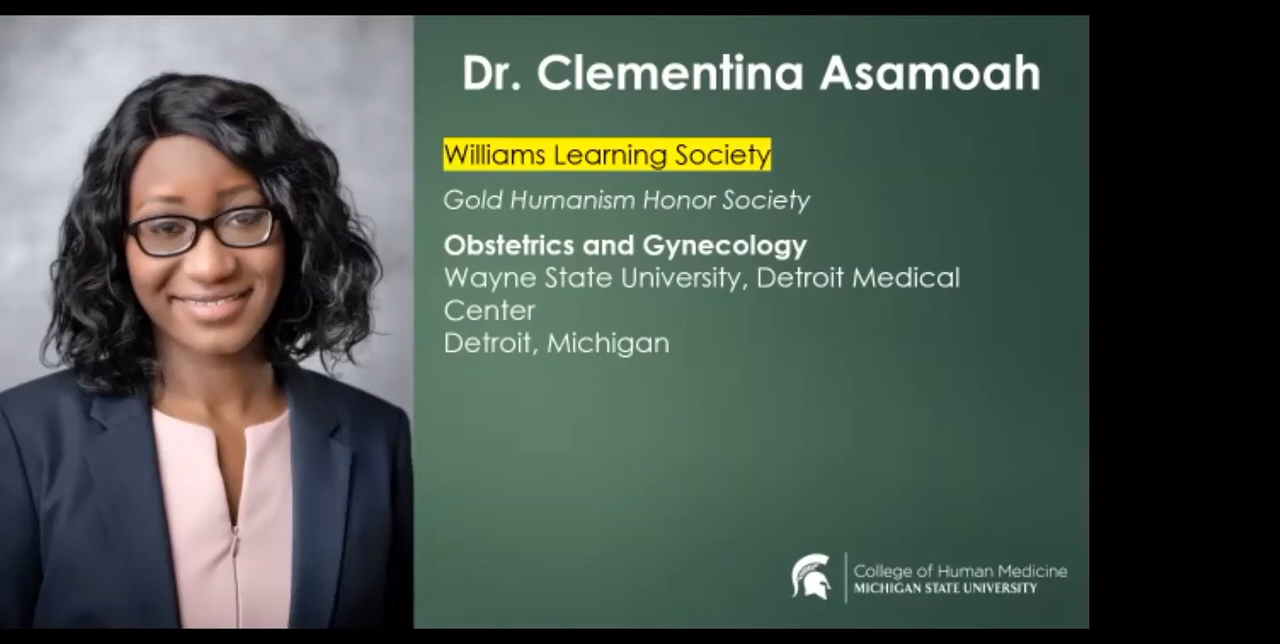 Dr. Clementina Asamoah
Williams Learning Society
Gold Humanism Honor Society
Obstetrics and Gynecology
Wayne State University, Detroit Medical
Center
Detroit, Michigan
College of Human Medicine
MICHIGAN STATE UNIVERSITY